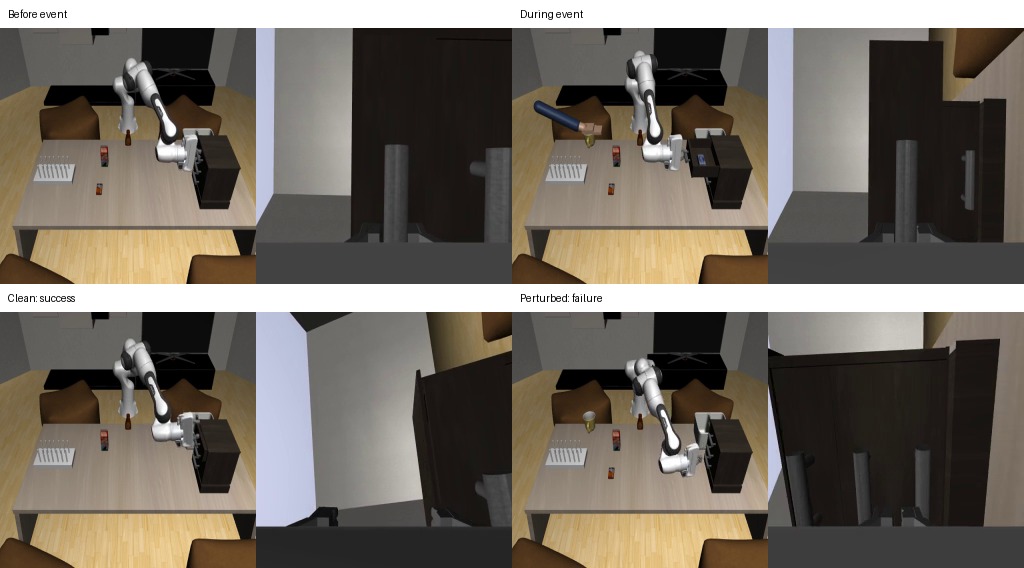 Before event
During event
Clean: success
Perturbed: failure